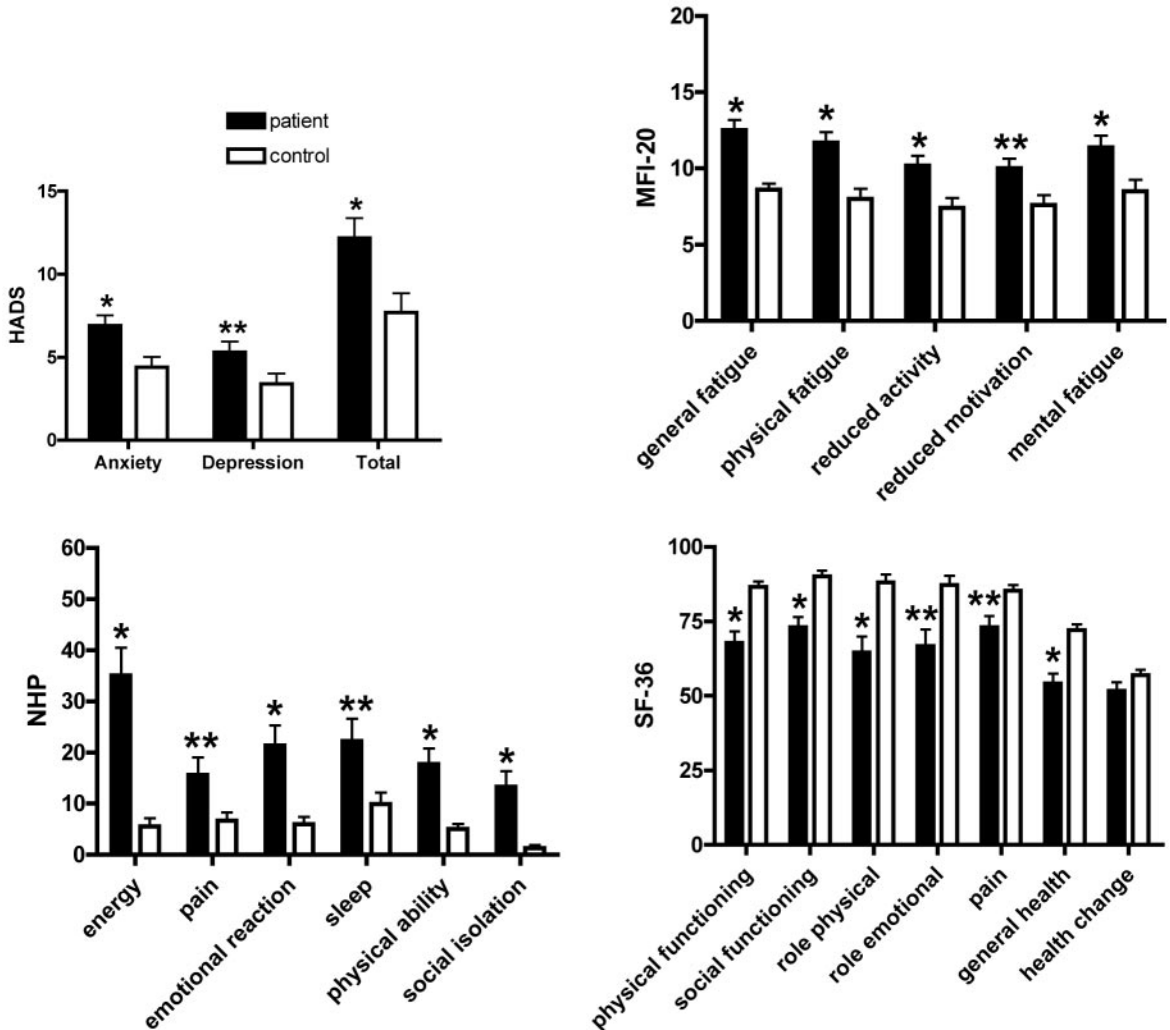 patient
control
HADS
15
10
5
0
*
**
*
Anxiety Depression Total
MFI-20
20
15
10
5
0
*
*
*
**
*
general fatigue
physical fatigue
reduced activity
reduced motivation
mental fatigue
NHP
60
50
40
30
20
10
0
*
**
*
**
*
*
energy
pain
emotional reaction
sleep
physical ability
social isolation
SF-36
100
75
50
25
0
*
*
*
**
**
*
physical functioning
social functioning
role physical
role emotional
pain
general health
health change